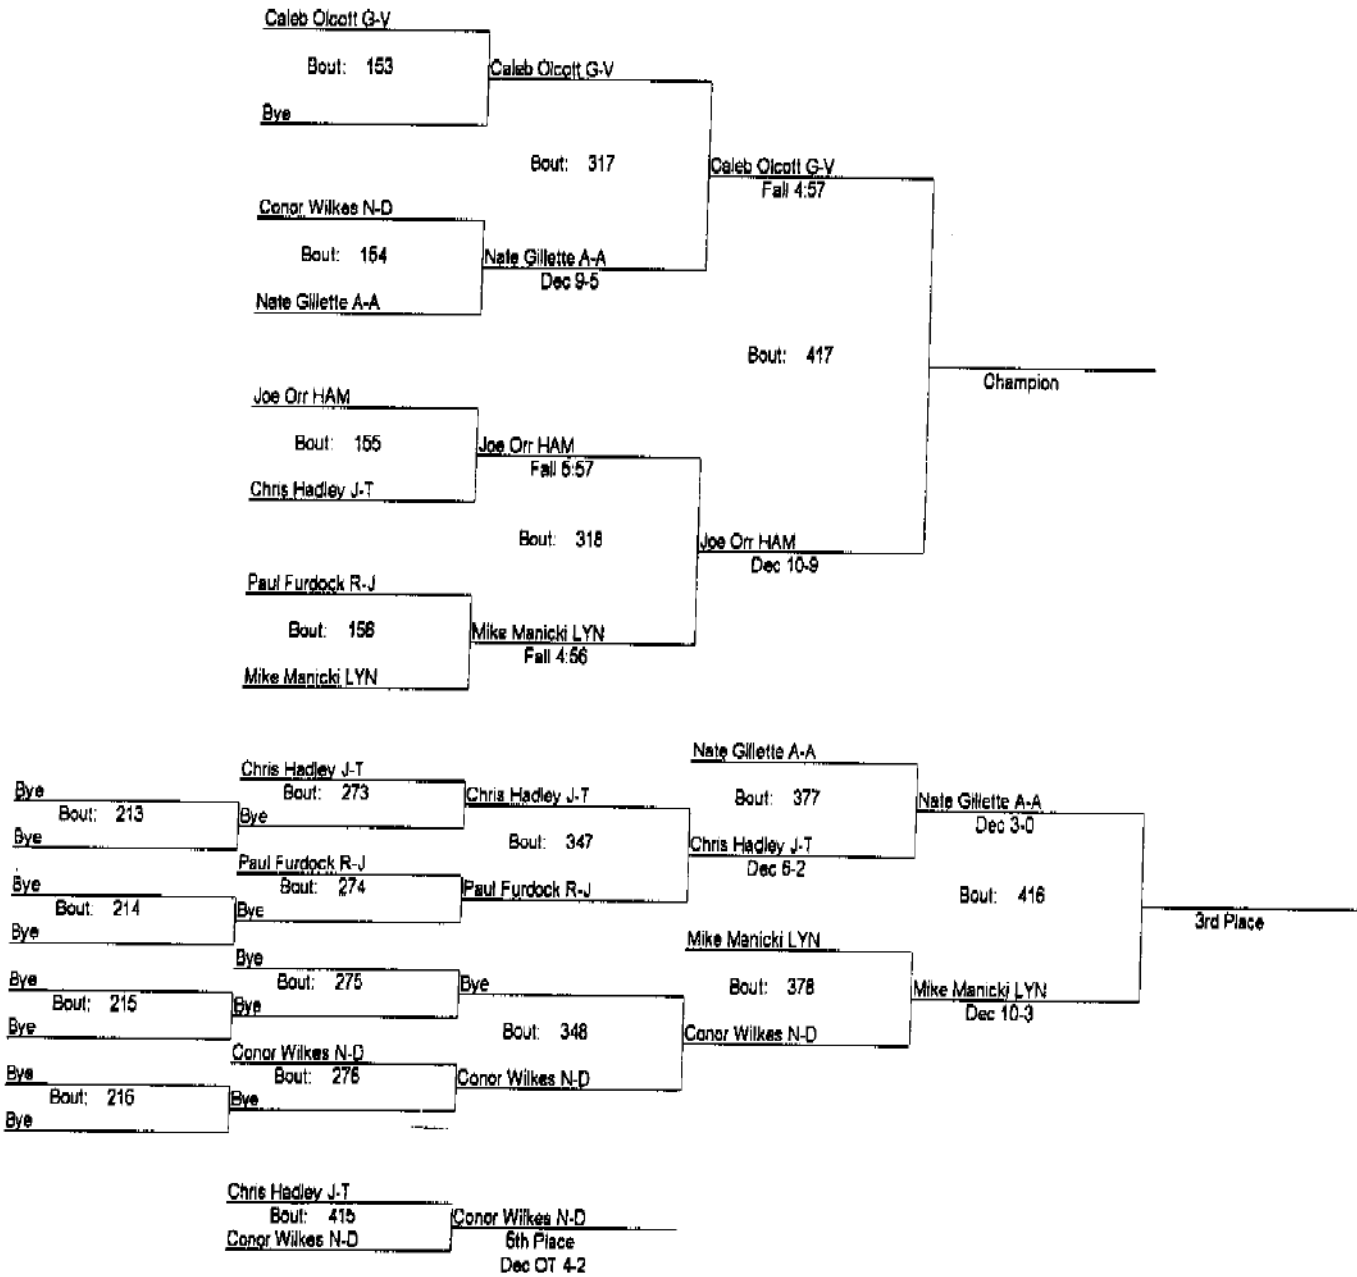 Caleb Olcott G-V
Bout: 153
Caleb Olcott G-V
Bye
Bout: 317
Caleb Olcott G-V
Fall 4:57
Conor Wilkes N-D
Bout: 154
Nate Gillette A-A
Dec 9-5
Nate Gillette A-A
Bout: 417
Champion
Joe Orr HAM
Bout: 155
Joe Orr HAM
Fall 5:57
Chris Hadley J-T
Bout: 318
Joe Orr HAM
Dec 10-9
Paul Furdock R-J
Bout: 156
Mike Manicki LYN
Fall 4:56
Mike Manicki LYN
Nate Gillette A-A
Chris Hadley J-T
Bye
Bout: 273
Chris Hadley J-T
Bout: 377
Nate Gillette A-A
Dec 3-0
Bout: 213
Bye
Bye
Bout: 347
Chris Hadley J-T
Dec 6-2
Paul Furdock R-J
Bye
Bout: 274
Paul Furdock R-J
Bout: 416
Bout: 214
Bye
Bye
3rd Place
Mike Manicki LYN
Bye
Bye
Bout: 275
Bye
Bout: 378
Mike Manicki LYN
Dec 10-3
Bout: 215
Bye
Bye
Bout: 348
Conor Wilkes N-D
Conor Wilkes N-D
Bye
Bout: 276
Conor Wilkes N-D
Bout: 216
Bye
Bye
Chris Hadley J-T
Bout: 415
Conor Wilkes N-D
Conor Wilkes N-D
5th Place
Dec OT 4-2